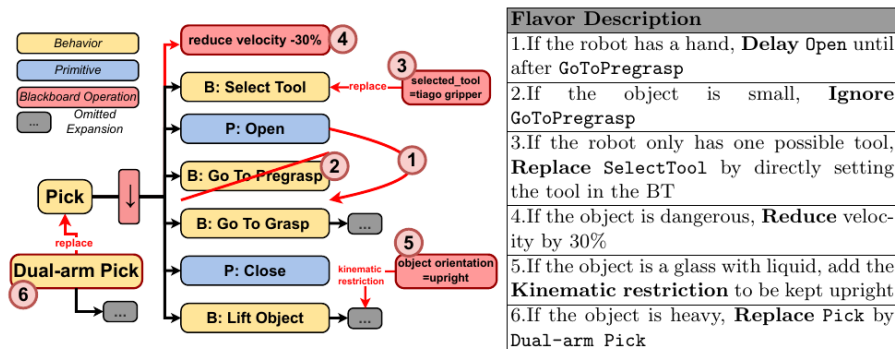 Behavior
Primitive
Blackboard Operation
...
Omitted
Expansion
reduce velocity -30%
4
B: Select Tool
replace
3
selected_tool
=tiago gripper
P: Open
1
B: Go To Pregrasp
2
Pick
↓
B: Go To Grasp
...
replace
5
object orientation
=upright
kinematic
restriction
P: Close
Dual-arm Pick
6
...
B: Lift Object
...
Flavor Description
1.If the robot has a hand, Delay Open until
after GoToPregrasp
2.If the object is small, Ignore
GoToPregrasp
3.If the robot only has one possible tool,
Replace SelectTool by directly setting
the tool in the BT
4.If the object is dangerous, Reduce veloc-
ity by 30%
5.If the object is a glass with liquid, add the
Kinematic restriction to be kept upright
6.If the object is heavy, Replace Pick by
Dual-arm Pick